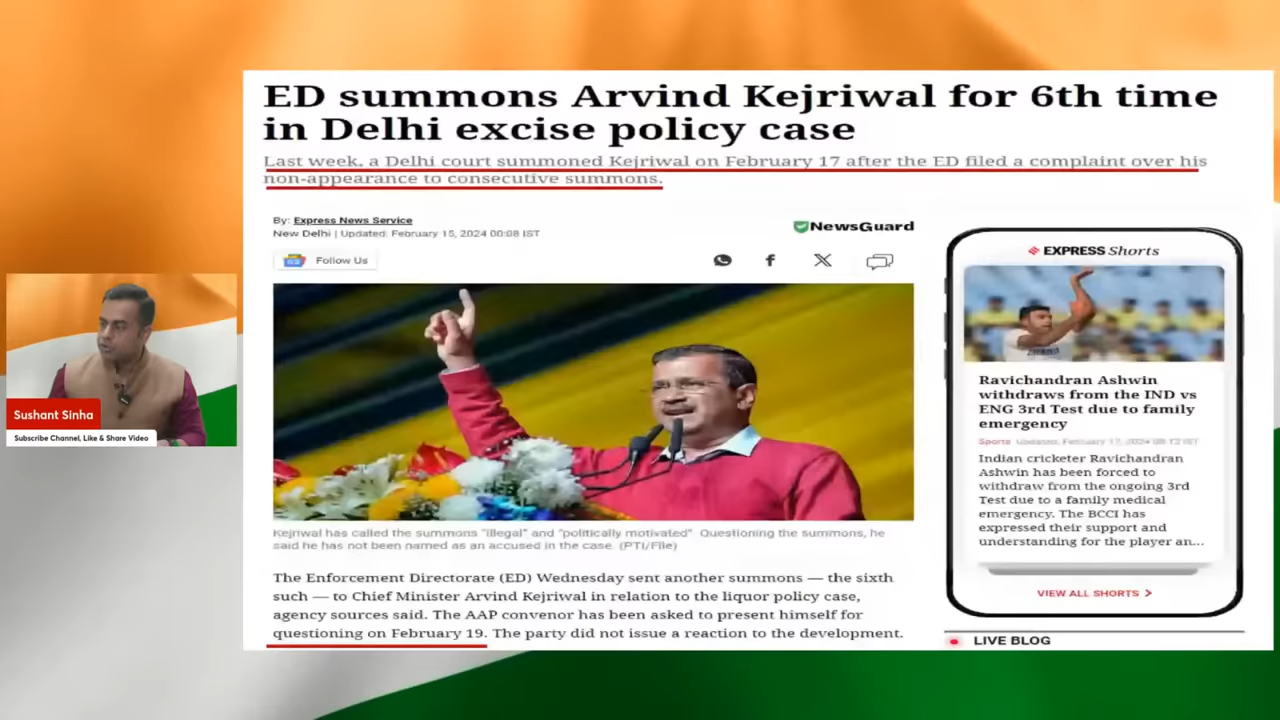 ED summons Arvind Kejriwal for 6th time
in Delhi excise policy case
Last week, a Delhi court summoned Kejriwal on February 17 after the ED filed a complaint over his
non-appearance to consecutive summons.
By: Express News Service
New Delhi | Updated: February 15, 2024 00:08 IST
NewsGuard
Follow Us
Kejriwal has called the summons "illegal" and "politically motivated" Questioning the summons, he
said he has not been named as an accused in the case. (PTI/File)
The Enforcement Directorate (ED) Wednesday sent another summons — the sixth
such — to Chief Minister Arvind Kejriwal in relation to the liquor policy case,
agency sources said. The AAP convenor has been asked to present himself for
questioning on February 19. The party did not issue a reaction to the development.
EXPRESS Shorts
Ravichandran Ashwin
withdraws from the IND vs
ENG 3rd Test due to family
emergency
Sports Updated: February 17, 2024 08:12 IST
Indian cricketer Ravichandran
Ashwin has been forced to
withdraw from the ongoing 3rd
Test due to a family medical
emergency. The BCCI has
expressed their support and
understanding for the player an...
VIEW ALL SHORTS
LIVE BLOG
Sushant Sinha
Subscribe Channel, Like & Share Video